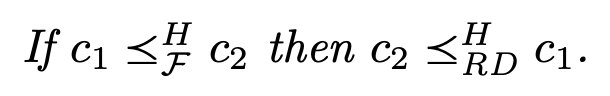 If c₁ ⪯ᴴ_ℱ c₂ then c₂ ⪯ᴴ_RD c₁.